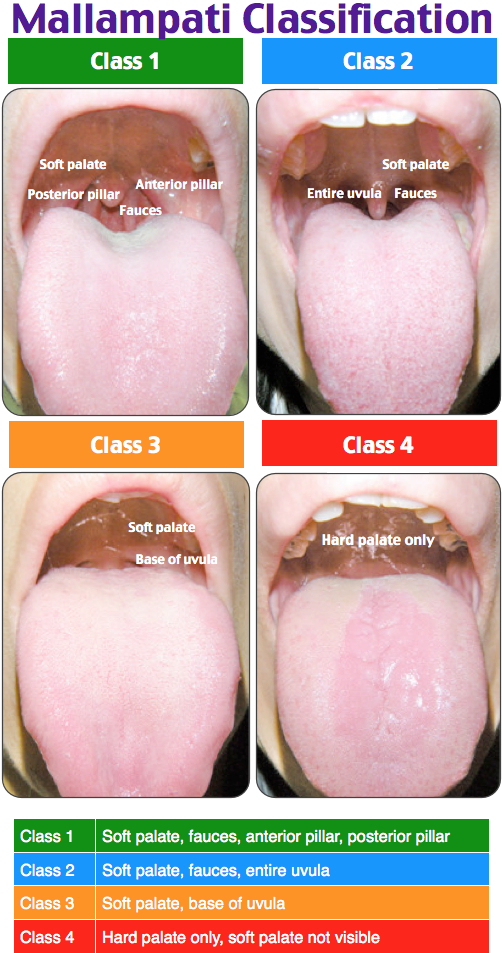 Mallampati Classification
Class 1
Class 2
Soft palate
Posterior pillar
Anterior pillar
Fauces
Soft palate
Entire uvula
Fauces
Class 3
Class 4
Soft palate
Base of uvula
Hard palate only
Class 1 Soft palate, fauces, anterior pillar, posterior pillar
Class 2 Soft palate, fauces, entire uvula
Class 3 Soft palate, base of uvula
Class 4 Hard palate only, soft palate not visible